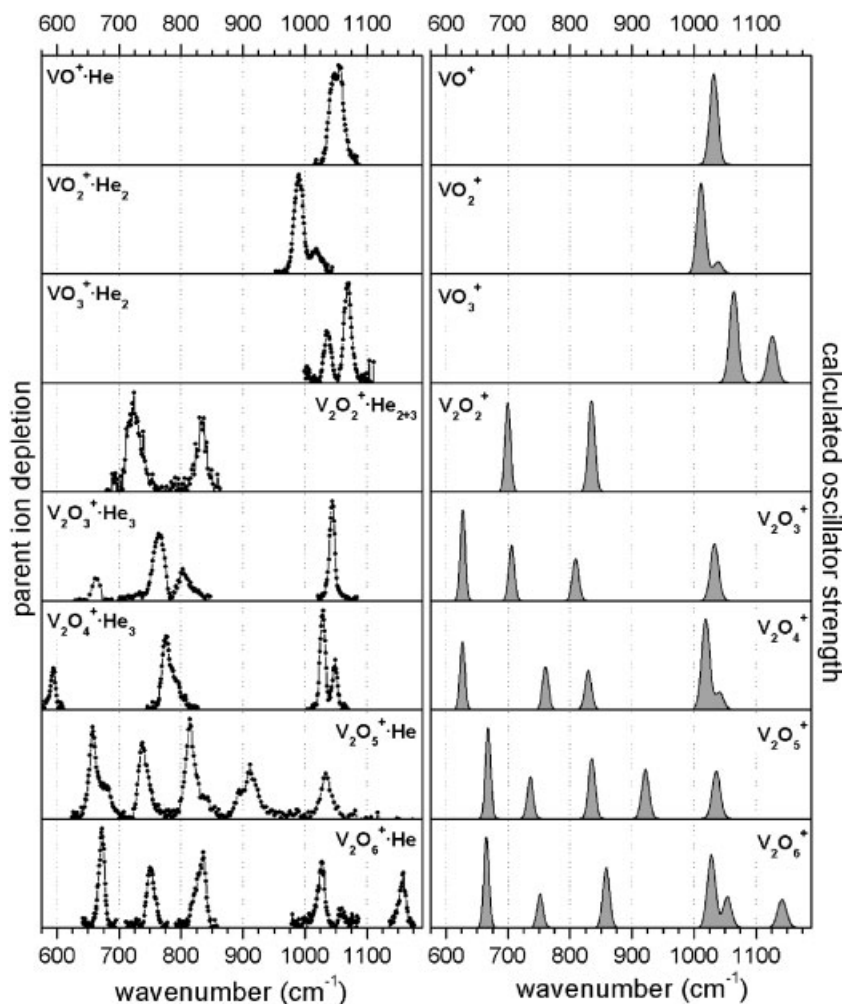 600 700 800 900 1000 1100
600 700 800 900 1000 1100
VO⁺·He
VO⁺
VO₂⁺·He₂
VO₂⁺
VO₃⁺·He₂
VO₃⁺
V₂O₂⁺·He₂₊₃
V₂O₂⁺
V₂O₃⁺·He₃
V₂O₃⁺
V₂O₄⁺·He₃
V₂O₄⁺
V₂O₅⁺·He
V₂O₅⁺
V₂O₆⁺·He
V₂O₆⁺
parent ion depletion
calculated oscillator strength
600 700 800 900 1000 1100
600 700 800 900 1000 1100
wavenumber (cm⁻¹)
wavenumber (cm⁻¹)